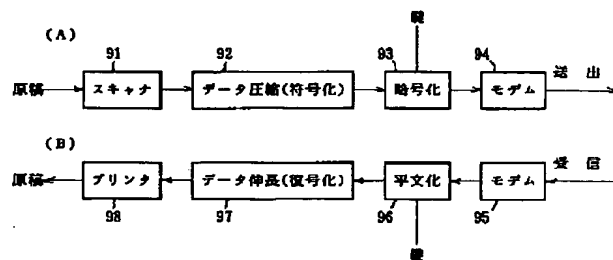 (A)
鍵
91
92
93
94
原稿
スキャナ
データ圧縮(符号化)
暗号化
モデム
送出
(B)
原稿
プリンタ
データ伸長(復号化)
平文化
モデム
受信
98
97
96
95
鍵